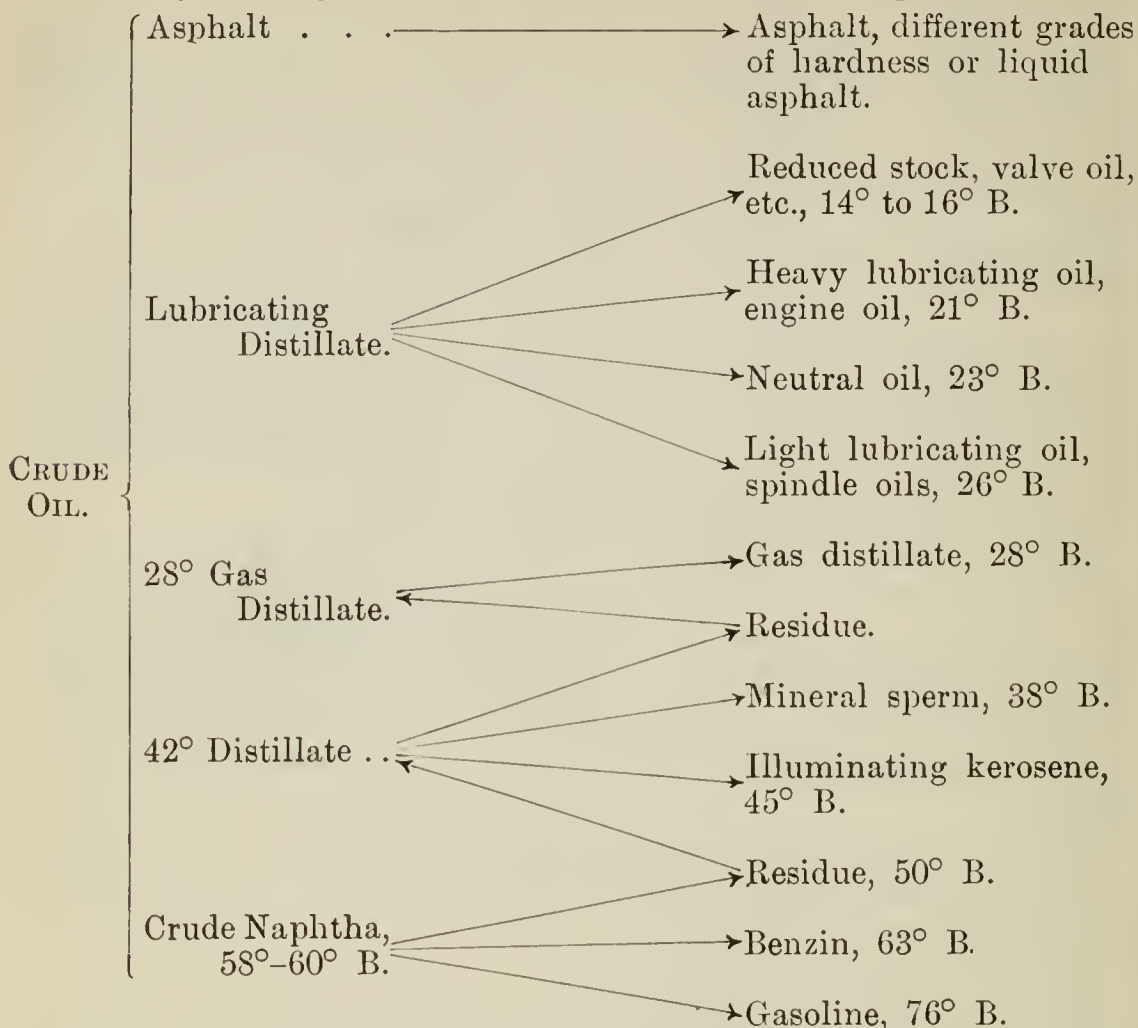 Asphalt . . .
Asphalt, different grades
of hardness or liquid
asphalt.
Reduced stock, valve oil,
etc., 14° to 16° B.
Lubricating
Distillate.
Heavy lubricating oil,
engine oil, 21° B.
Neutral oil, 23° B.
Light lubricating oil,
spindle oils, 26° B.
CRUDE
OIL.
28° Gas
Distillate.
Gas distillate, 28° B.
Residue.
42° Distillate ..
Mineral sperm, 38° B.
Illuminating kerosene,
45° B.
Residue, 50° B.
Crude Naphtha,
58°–60° B.
Benzin, 63° B.
Gasoline, 76° B.